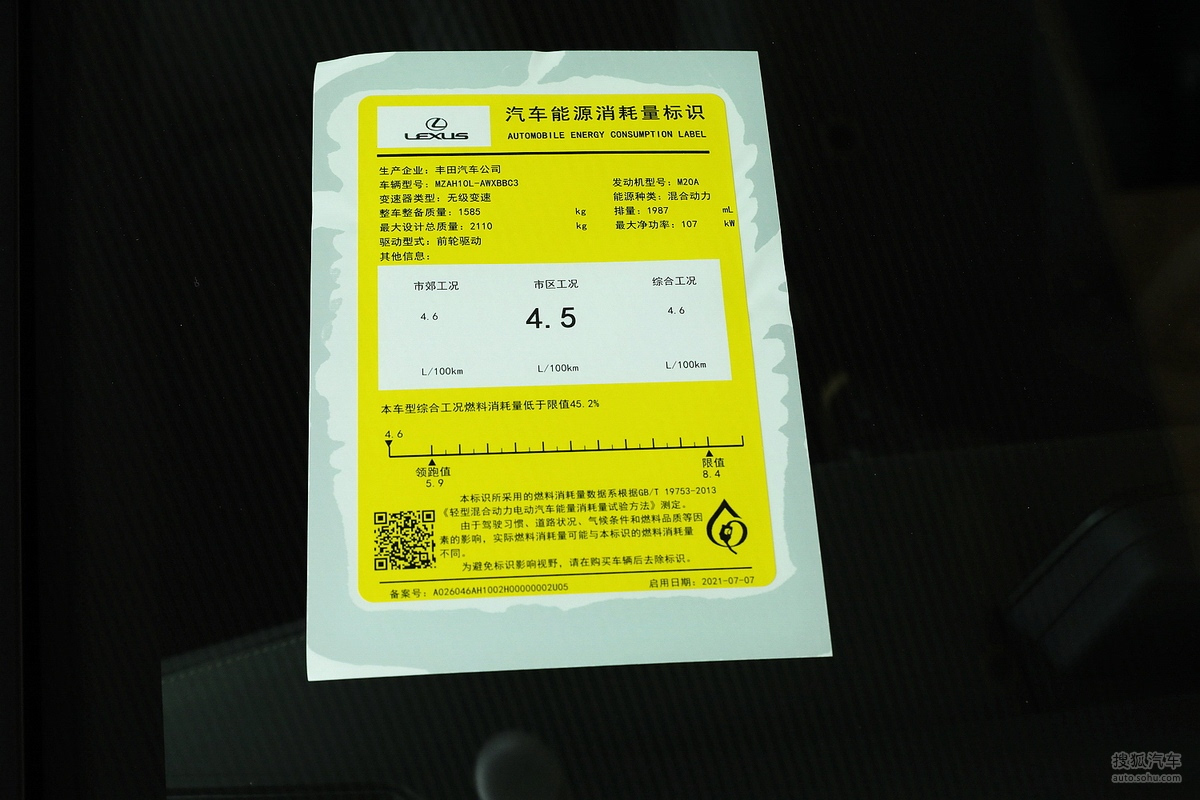 LEXUS
汽车能源消耗量标识
AUTOMOBILE ENERGY CONSUMPTION LABEL
生产企业：丰田汽车公司
车辆型号：MZAH10L-AWXBBC3 发动机型号：M20A
变速器类型：无级变速 能源种类：混合动力
整车整备质量：1585 kg 排量：1987 mL
最大设计总质量：2110 kg 最大净功率：107 kW
驱动型式：前轮驱动
其他信息：
市郊工况 市区工况 综合工况
4.6 4.5 4.6
L/100km L/100km L/100km
本车型综合工况燃料消耗量低于限值45.2%
4.6
领跑值 限值
5.9 8.4
本标识所采用的燃料消耗量数据系根据GB/T 19753-2013
《轻型混合动力电动汽车能量消耗量试验方法》测定。
由于驾驶习惯、道路状况、气候条件和燃料品质等因
素的影响，实际燃料消耗量可能与本标识的燃料消耗量
不同。
为避免标识影响视野，请在购买车辆后去除标识。
备案号：A026046AH1002H00000002U05 启用日期：2021-07-07
搜狐汽车
auto.sohu.com